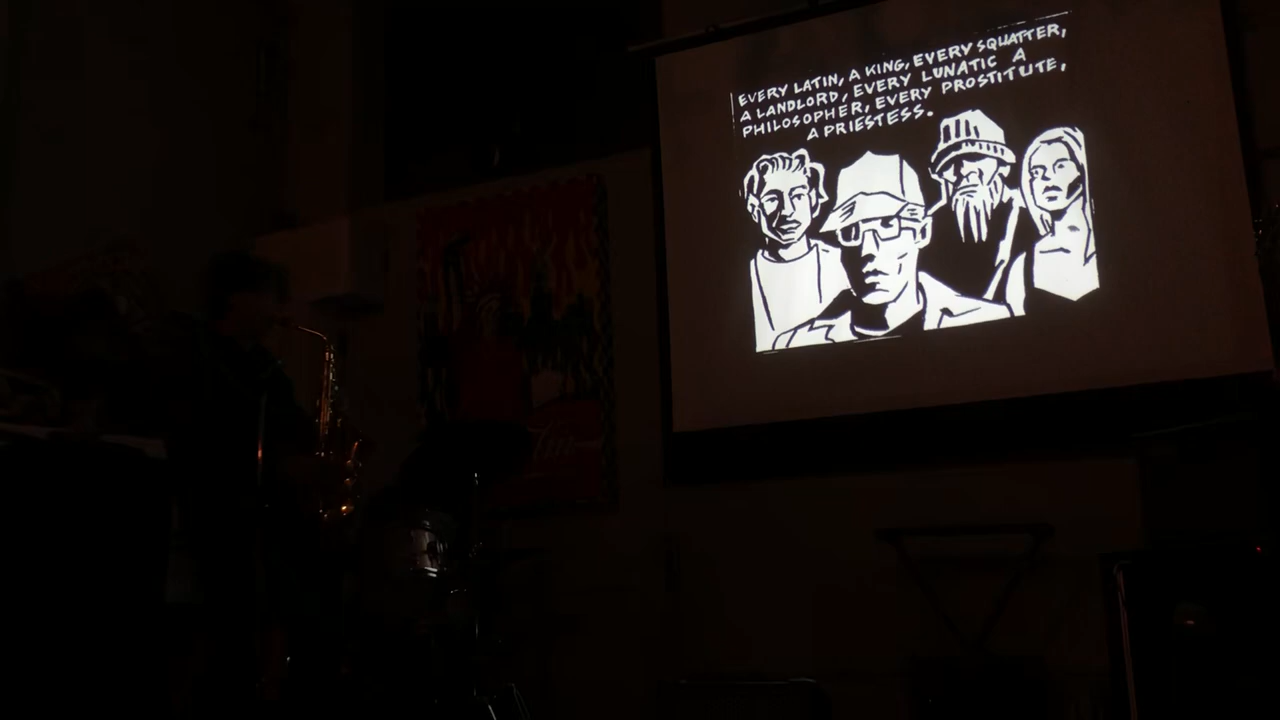 EVERY LATIN, A KING, EVERY SQUATTER,
A LANDLORD, EVERY LUNATIC A
PHILOSOPHER, EVERY PROSTITUTE,
A PRIESTESS.